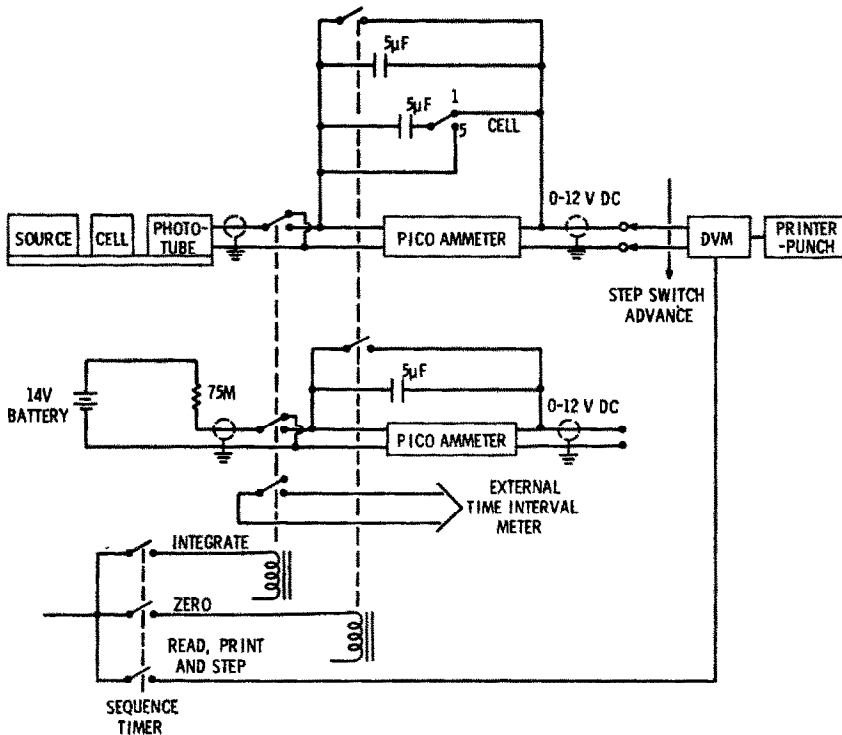 5μF
5μF
1
5
CELL
0-12 V DC
SOURCE
CELL
PHOTO-
TUBE
PICO AMMETER
DVM
PRINTER
-PUNCH
STEP SWITCH
ADVANCE
14V
BATTERY
75M
5μF
0-12 V DC
PICO AMMETER
EXTERNAL
TIME INTERVAL
METER
INTEGRATE
ZERO
READ, PRINT
AND STEP
SEQUENCE
TIMER